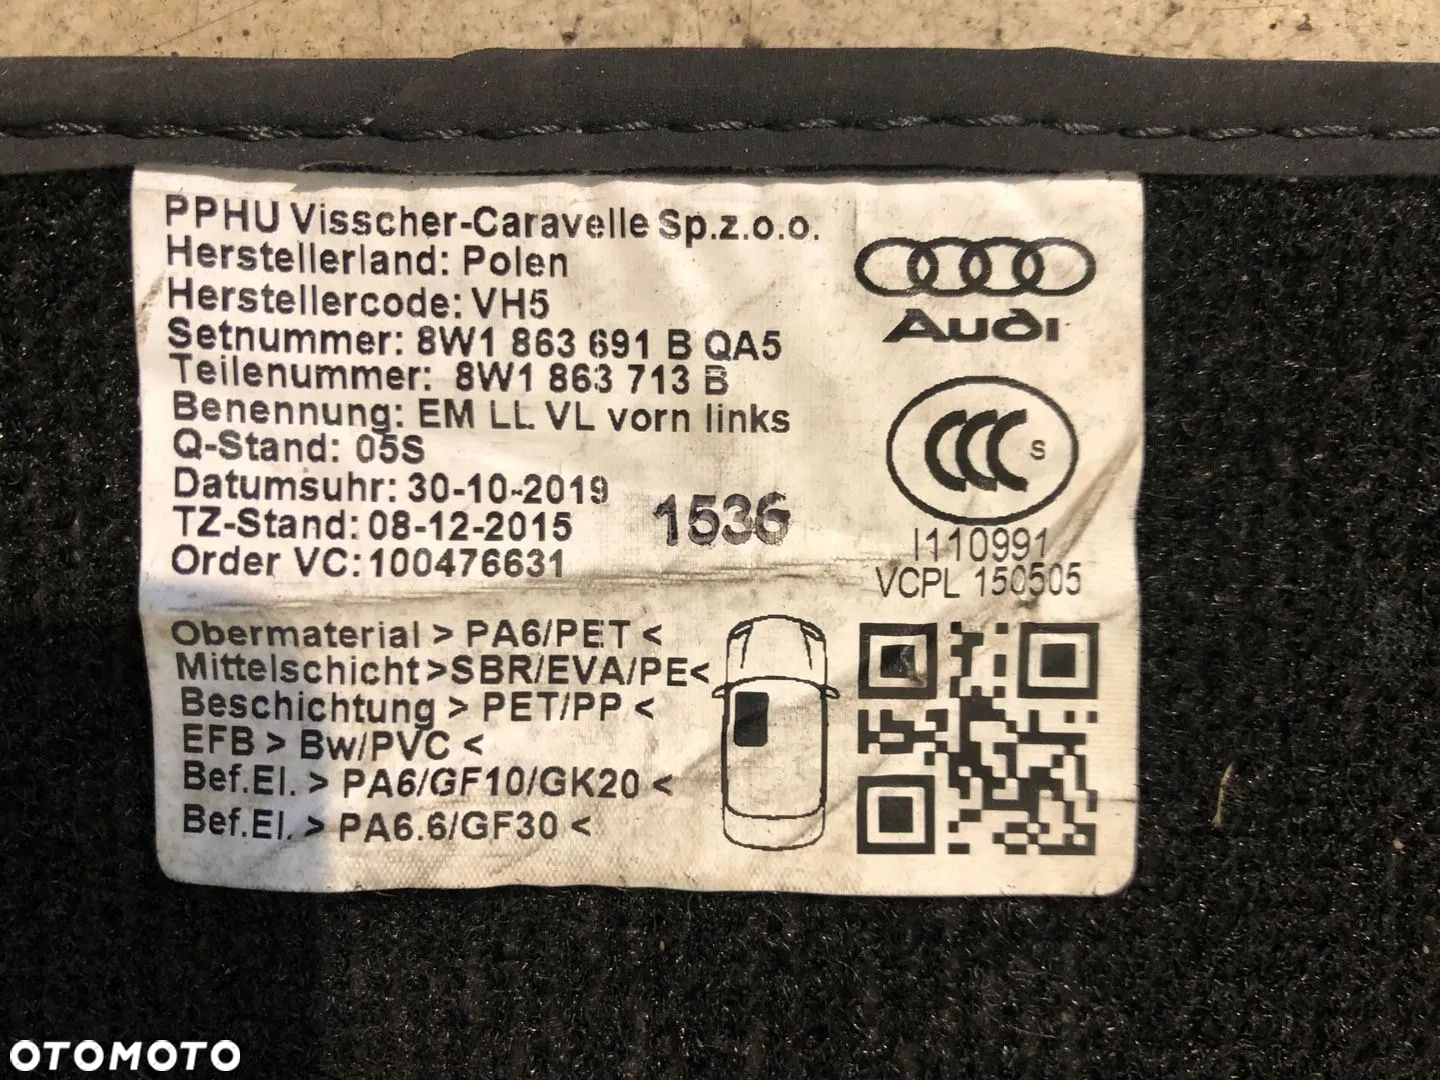 PPHU Visscher-Caravelle Sp.z.o.o.
Herstellerland: Polen
Herstellercode: VH5
Setnummer: 8W1 863 691 B QA5
Teilenummer: 8W1 863 713 B
Benennung: EM LL VL vorn links
Q-Stand: 05S
Datumsuhr: 30-10-2019
TZ-Stand: 08-12-2015
Order VC: 100476631
1536
Audi
CCC S
I110991
VCPL 150505
Obermaterial > PA6/PET <
Mittelschicht >SBR/EVA/PE<
Beschichtung > PET/PP <
EFB > Bw/PVC <
Bef.El. > PA6/GF10/GK20 <
Bef.El. > PA6.6/GF30 <
OTOMOTO